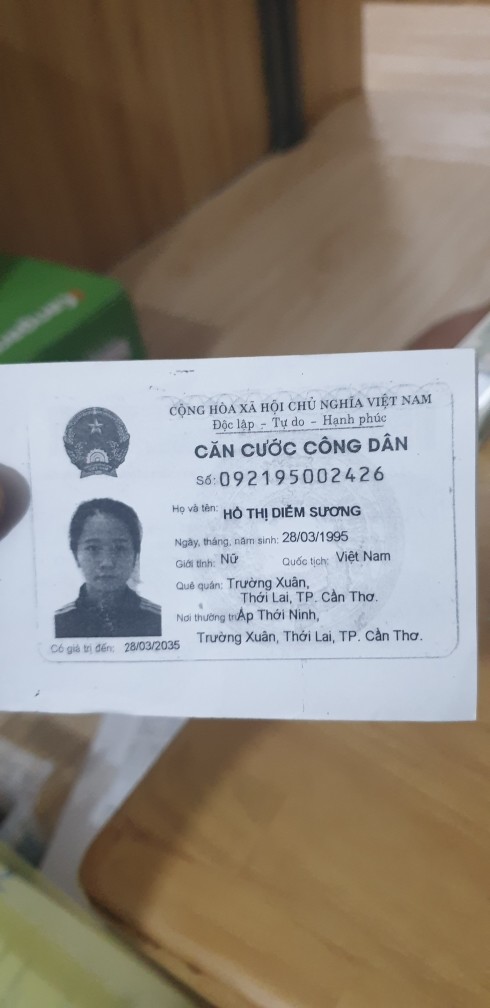 CỘNG HÒA XÃ HỘI CHỦ NGHĨA VIỆT NAM
Độc lập - Tự do - Hạnh phúc
CĂN CƯỚC CÔNG DÂN
Số: 092195002426
Họ và tên: HỒ THỊ DIỄM SƯƠNG
Ngày, tháng, năm sinh: 28/03/1995
Giới tính: Nữ Quốc tịch: Việt Nam
Quê quán: Trường Xuân,
Thới Lai, TP. Cần Thơ.
Nơi thường trú: Ấp Thới Ninh,
Trường Xuân, Thới Lai, TP. Cần Thơ.
Có giá trị đến: 28/03/2035